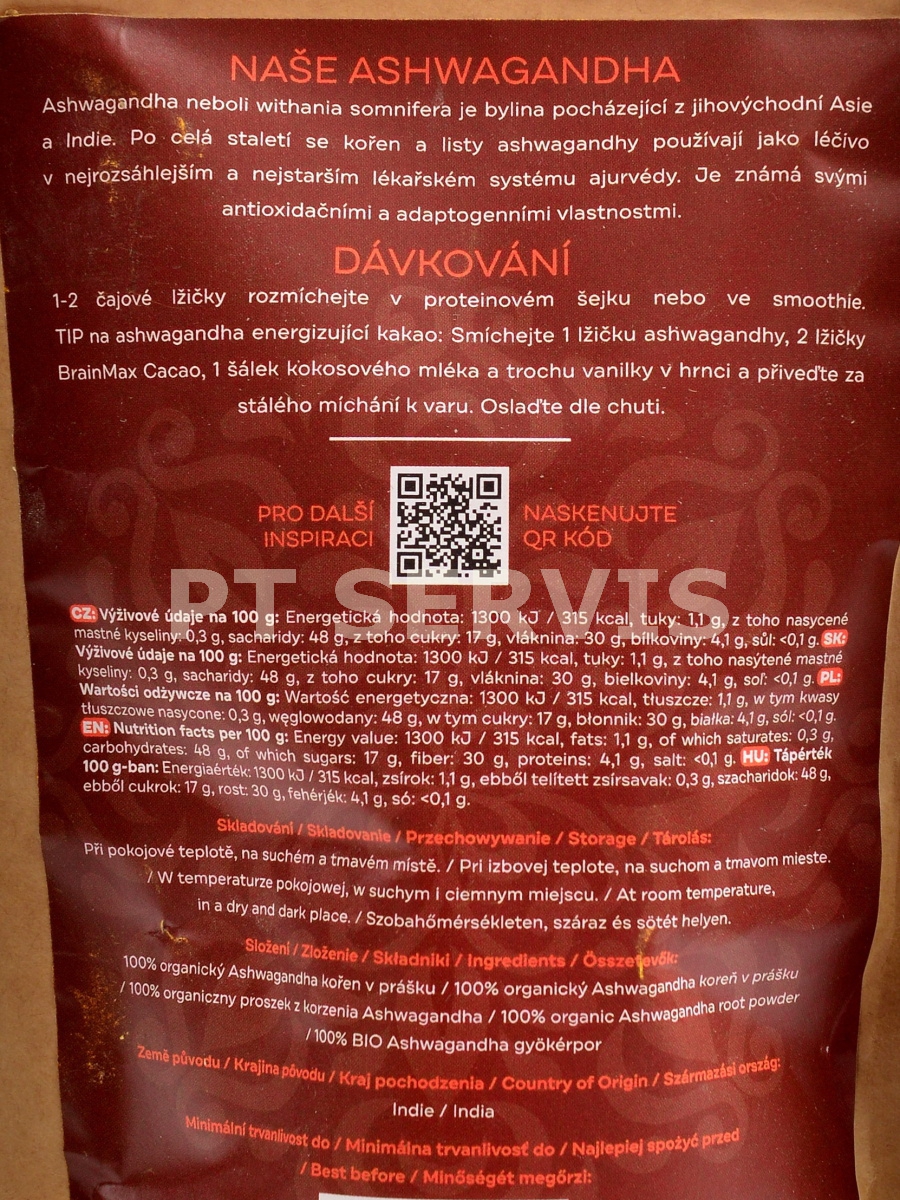 NAŠE ASHWAGANDHA
Ashwagandha neboli withania somnifera je bylina pocházející z jihovýchodní Asie
a Indie. Po celá staletí se kořen a listy ashwagandhy používají jako léčivo
v nejrozsáhlejším a nejstarším lékařském systému ajurvédy. Je známá svými
antioxidačními a adaptogenními vlastnostmi.
DÁVKOVÁNÍ
1-2 čajové lžičky rozmíchejte v proteinovém šejku nebo ve smoothie.
TIP na ashwagandha energizující kakao: Smíchejte 1 lžičku ashwagandhy, 2 lžičky
BrainMax Cacao, 1 šálek kokosového mléka a trochu vanilky v hrnci a přiveďte za
stálého míchání k varu. Oslaďte dle chuti.
PRO DALŠÍ INSPIRACI
NASKENUJTE QR KÓD
PT SERVIS
CZ: Výživové údaje na 100 g: Energetická hodnota: 1300 kJ / 315 kcal, tuky: 1,1 g, z toho nasycené
mastné kyseliny: 0,3 g, sacharidy: 48 g, z toho cukry: 17 g, vláknina: 30 g, bílkoviny: 4,1 g, sůl: <0,1 g. SK:
Výživové údaje na 100 g: Energetická hodnota: 1300 kJ / 315 kcal, tuky: 1,1 g, z toho nasýtené mastné
kyseliny: 0,3 g, sacharidy: 48 g, z toho cukry: 17 g, vláknina: 30 g, bielkoviny: 4,1 g, soľ: <0,1 g. PL:
Wartości odżywcze na 100 g: Wartość energetyczna: 1300 kJ / 315 kcal, tłuszcze: 1,1 g, w tym kwasy
tłuszczowe nasycone: 0,3 g, węglowodany: 48 g, w tym cukry: 17 g, błonnik: 30 g, białka: 4,1 g, sól: <0,1 g.
EN: Nutrition facts per 100 g: Energy value: 1300 kJ / 315 kcal, fats: 1,1 g, of which saturates: 0,3 g,
carbohydrates: 48 g, of which sugars: 17 g, fiber: 30 g, proteins: 4,1 g, salt: <0,1 g. HU: Tápérték
100 g-ban: Energiaérték: 1300 kJ / 315 kcal, zsírok: 1,1 g, ebből telített zsírsavak: 0,3 g, szacharidok: 48 g,
ebből cukrok: 17 g, rost: 30 g, fehérjék: 4,1 g, só: <0,1 g.
Skladování / Skladovanie / Przechowywanie / Storage / Tárolás:
Při pokojové teplotě, na suchém a tmavém místě. / Pri izbovej teplote, na suchom a tmavom mieste.
/ W temperaturze pokojowej, w suchym i ciemnym miejscu. / At room temperature,
in a dry and dark place. / Szobahőmérsékleten, száraz és sötét helyen.
Složení / Zloženie / Składniki / Ingredients / Összetevők:
100% organický Ashwagandha kořen v prášku / 100% organický Ashwagandha koreň v prášku
/ 100% organiczny proszek z korzenia Ashwagandha / 100% organic Ashwagandha root powder
/ 100% BIO Ashwagandha gyökérpor
Země původu / Krajina pôvodu / Kraj pochodzenia / Country of Origin / Származási ország:
Indie / India
Minimální trvanlivost do / Minimálna trvanlivosť do / Najlepiej spożyć przed
/ Best before / Minőségét megőrzi: